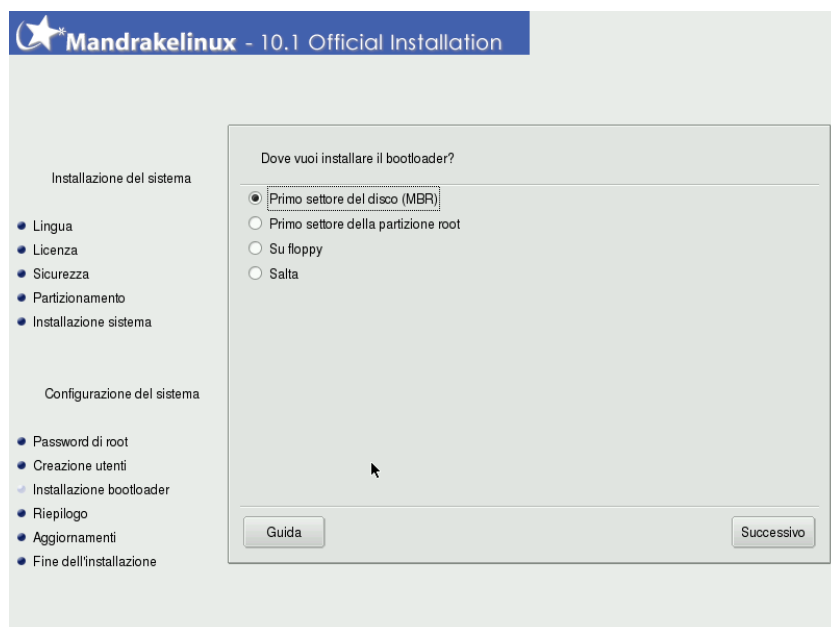 Mandrakelinux - 10.1 Official Installation
Installazione del sistema
Lingua
Licenza
Sicurezza
Partizionamento
Installazione sistema
Configurazione del sistema
Password di root
Creazione utenti
Installazione bootloader
Riepilogo
Aggiornamenti
Fine dell'installazione
Dove vuoi installare il bootloader?
Primo settore del disco (MBR)
Primo settore della partizione root
Su floppy
Salta
Guida
Successivo